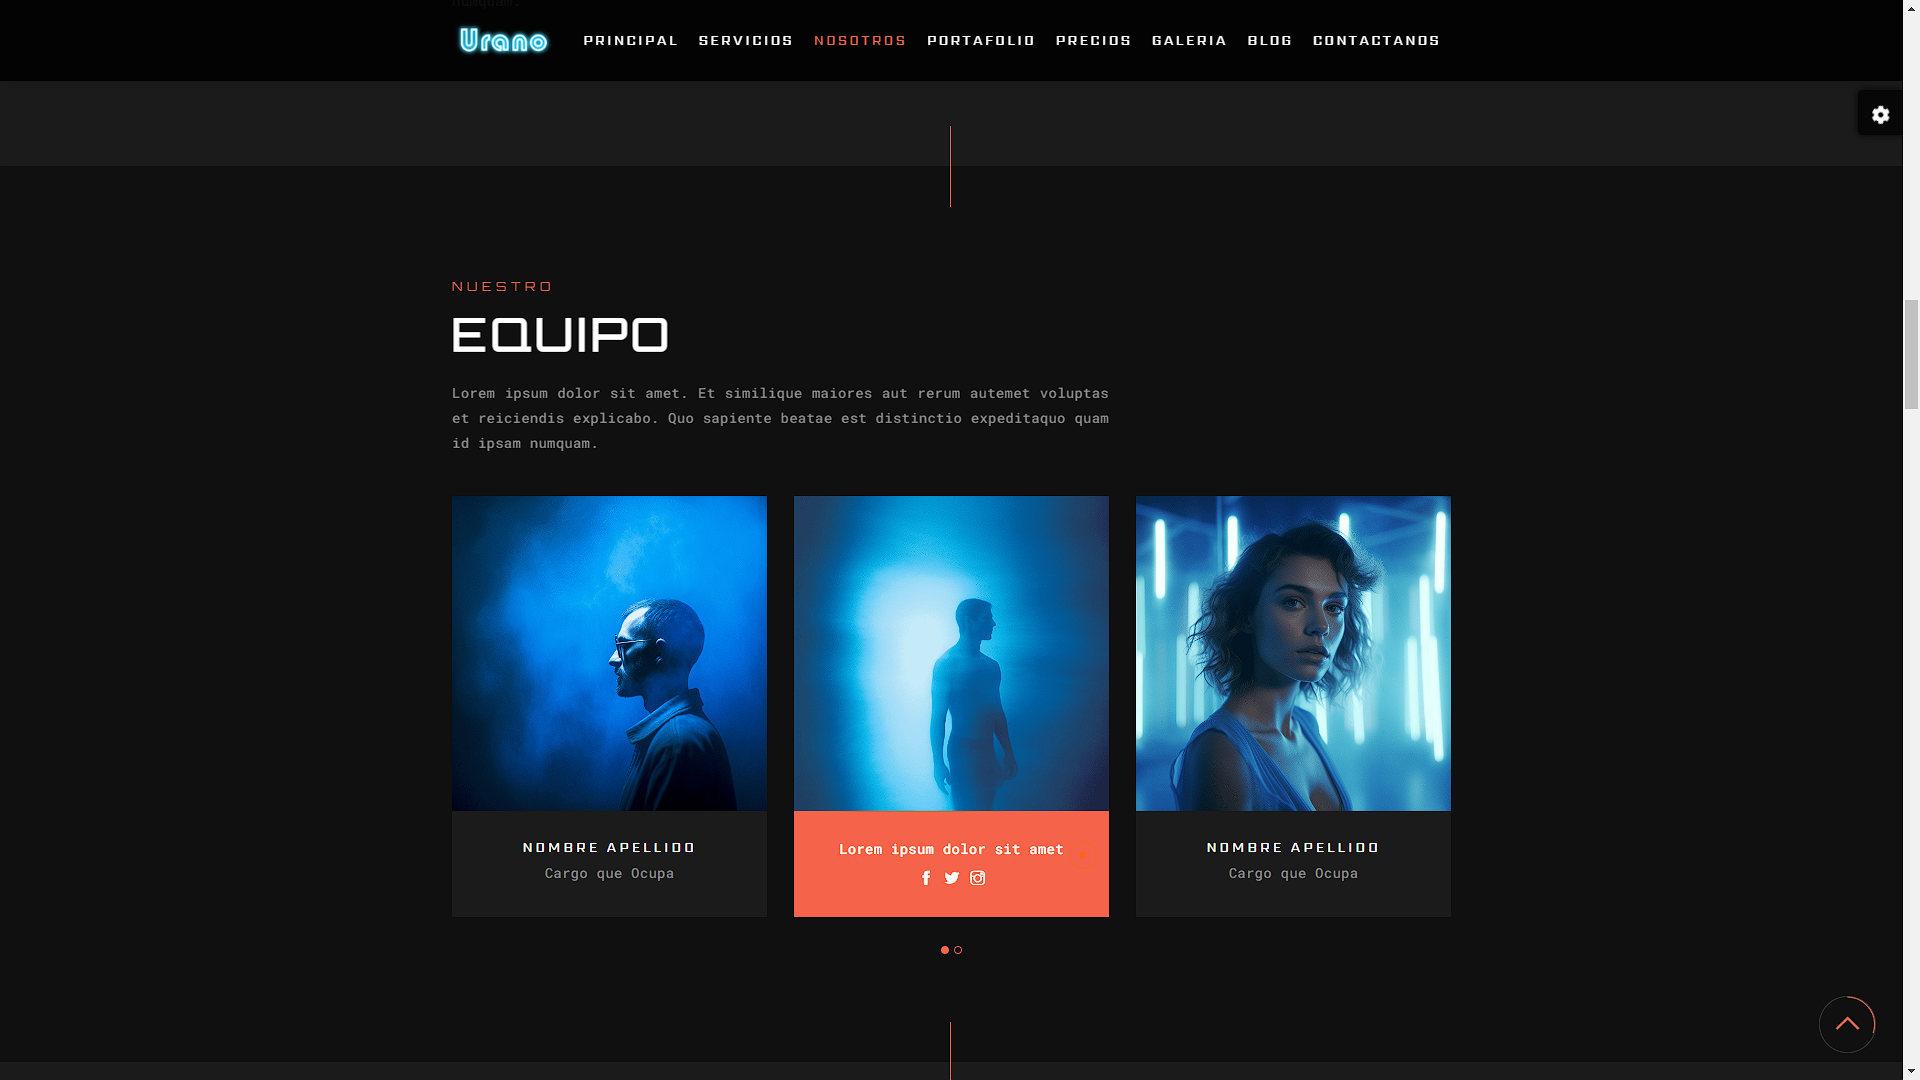 numquam.
Urano PRINCIPAL SERVICIOS NOSOTROS PORTAFOLIO PRECIOS GALERIA BLOG CONTACTANOS
NUESTRO
EQUIPO
Lorem ipsum dolor sit amet. Et similique maiores aut rerum autemet voluptas
et reiciendis explicabo. Quo sapiente beatae est distinctio expeditaquo quam
id ipsam numquam.
NOMBRE APELLIDO
Cargo que Ocupa
Lorem ipsum dolor sit amet
NOMBRE APELLIDO
Cargo que Ocupa